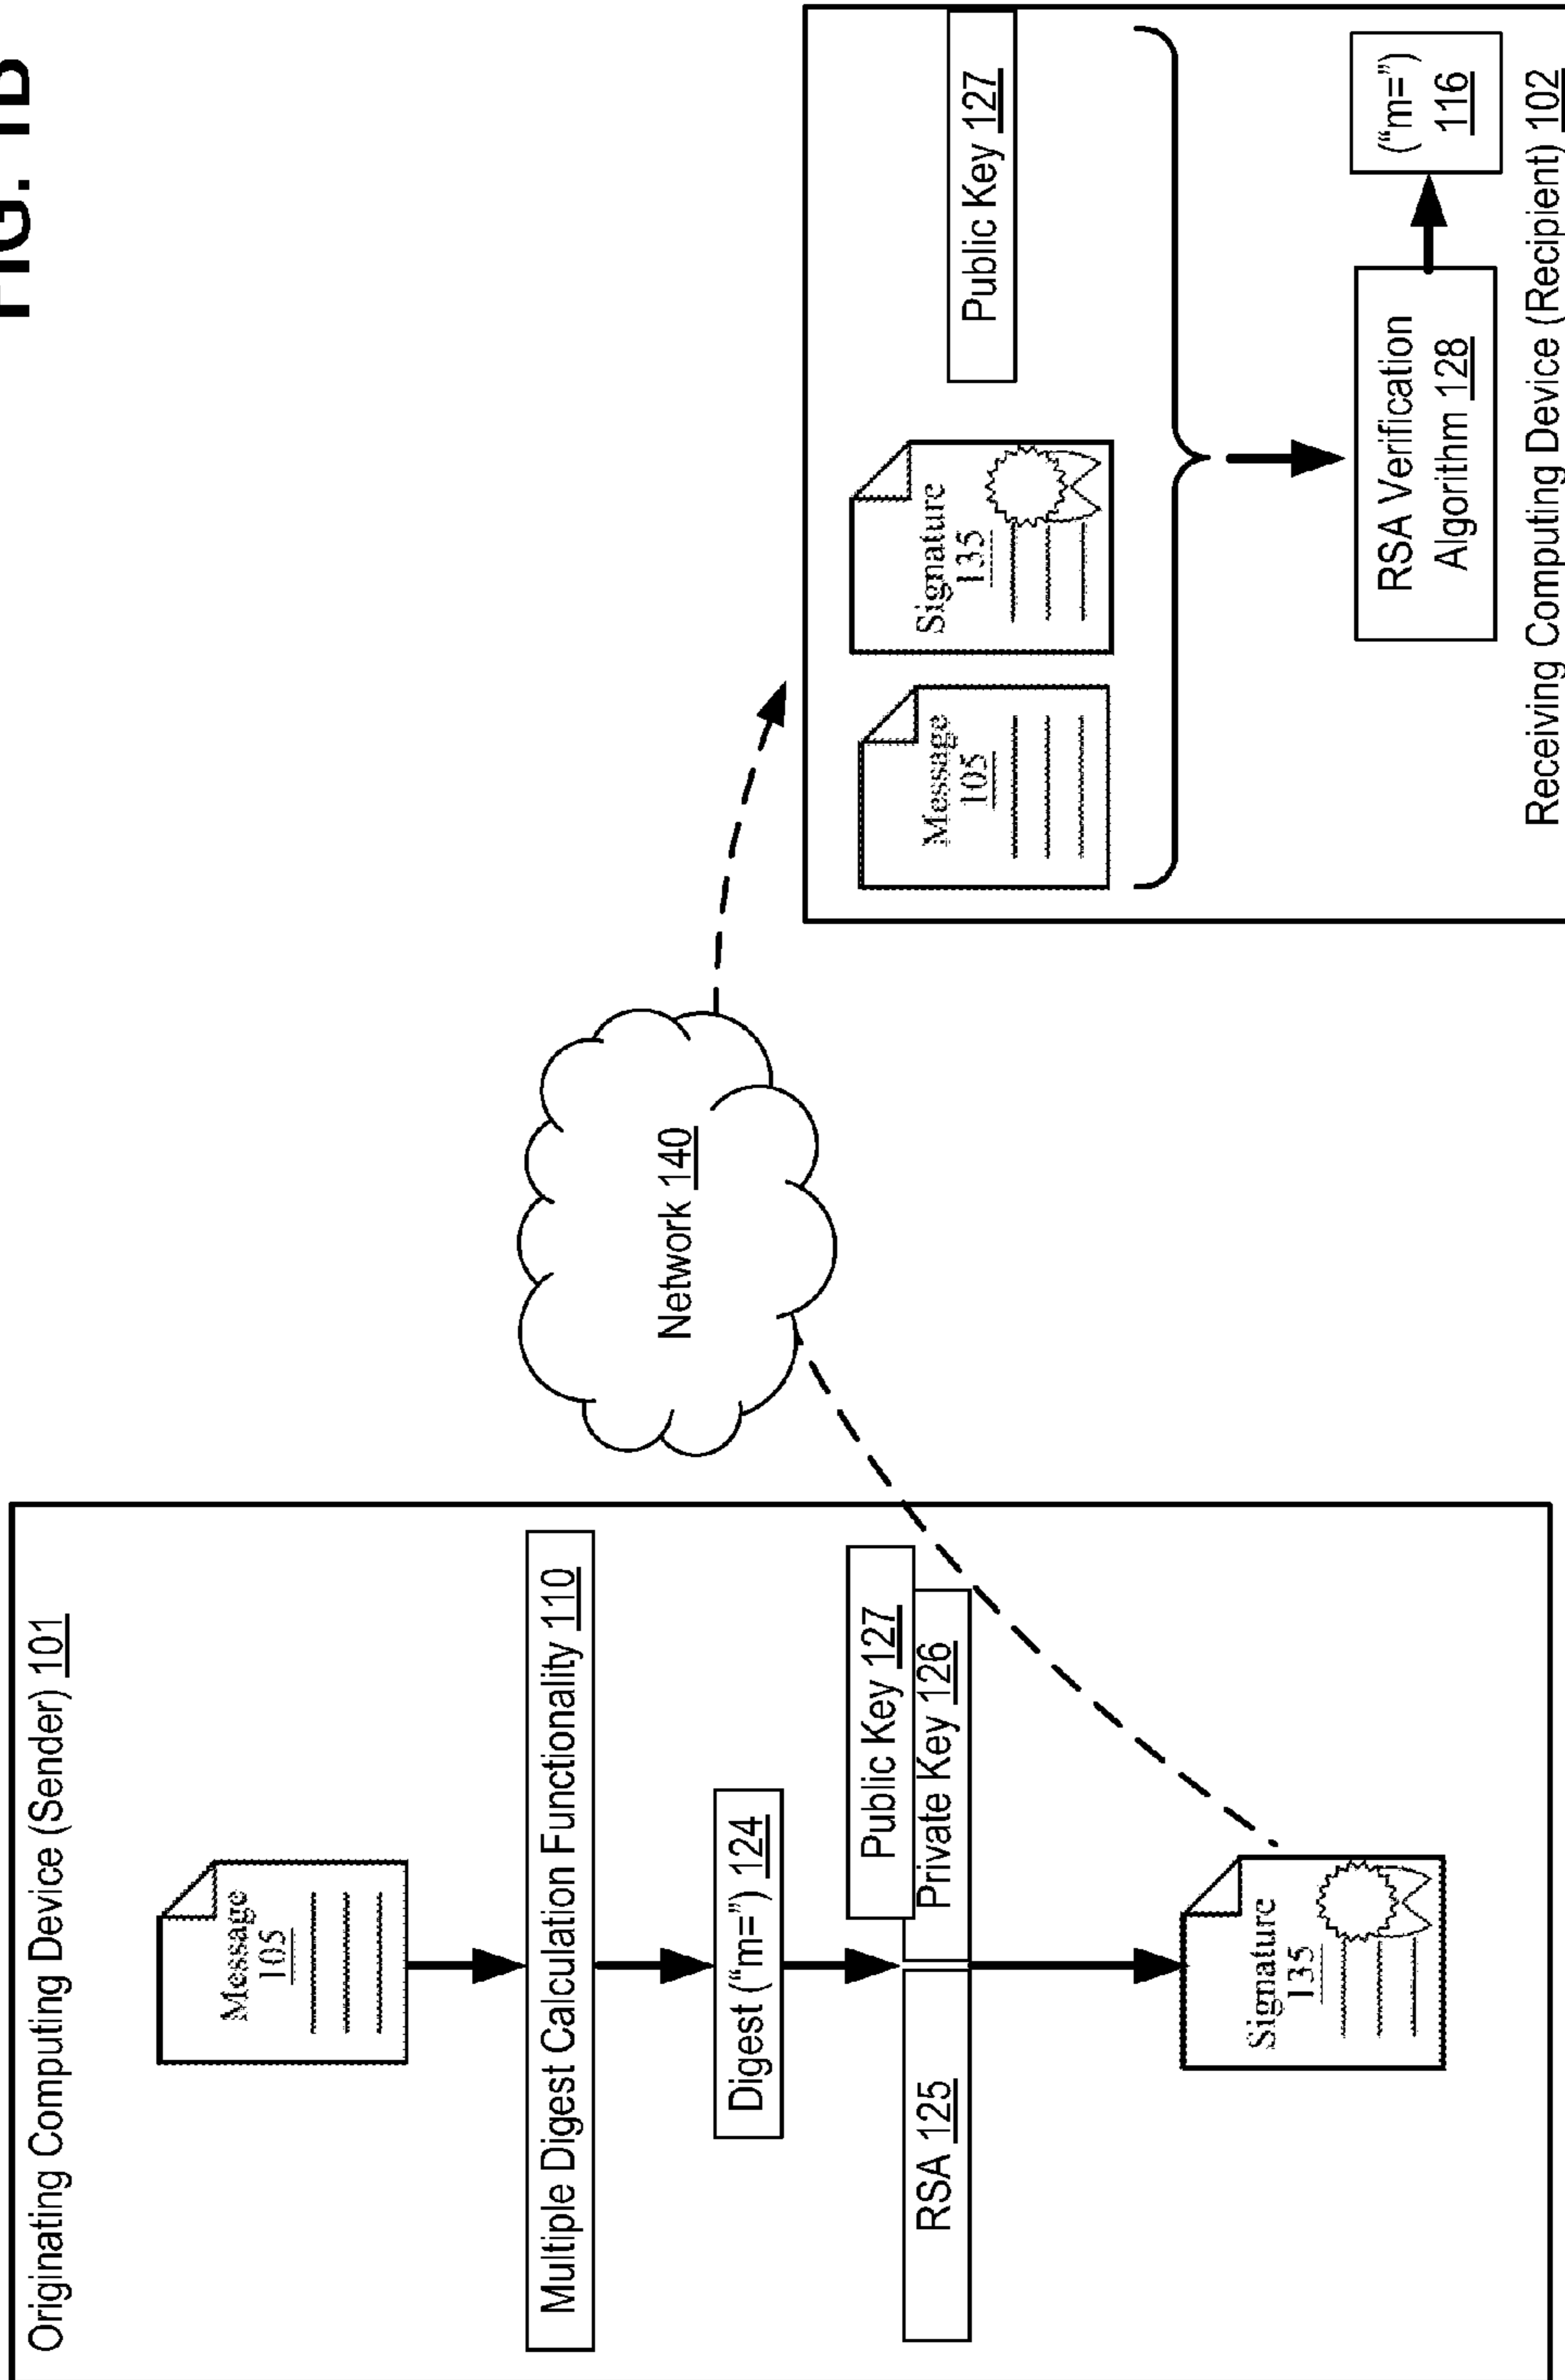 FIG. 1B
Originating Computing Device (Sender) 101
Message
105
Multiple Digest Calculation Functionality 110
Digest (“m=”) 124
RSA 125
Public Key 127
Private Key 126
Signature
135
Network 140
Message
105
Signature
135
Public Key 127
RSA Verification
Algorithm 128
(“m=”)
116
Receiving Computing Device (Recipient) 102